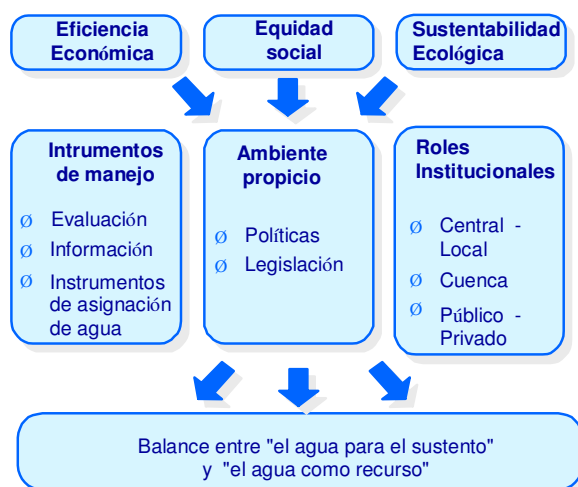 Eficiencia
Económica
Equidad
social
Sustentabilidad
Ecológica
Intrumentos
de manejo
Ø Evaluación
Ø Información
Ø Instrumentos
de asignación
de agua
Ambiente
propicio
Ø Políticas
Ø Legislación
Roles
Institucionales
Ø Central -
Local
Ø Cuenca
Ø Público -
Privado
Balance entre "el agua para el sustento"
y "el agua como recurso"